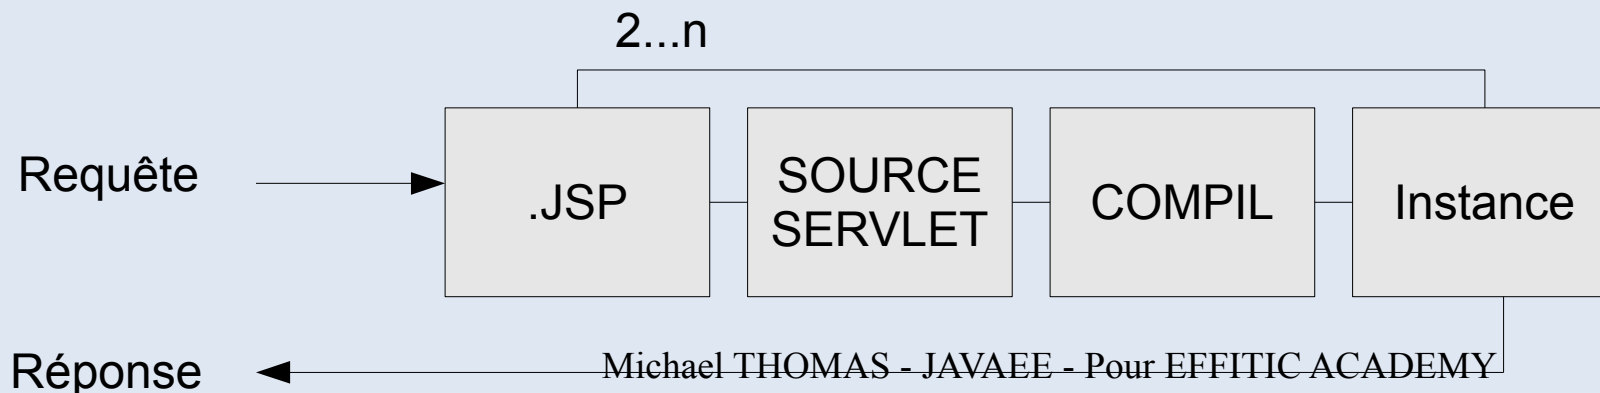 2...n
Requête
.JSP
SOURCE
SERVLET
COMPIL
Instance
Réponse
Michael THOMAS - JAVAEE - Pour EFFITIC ACADEMY